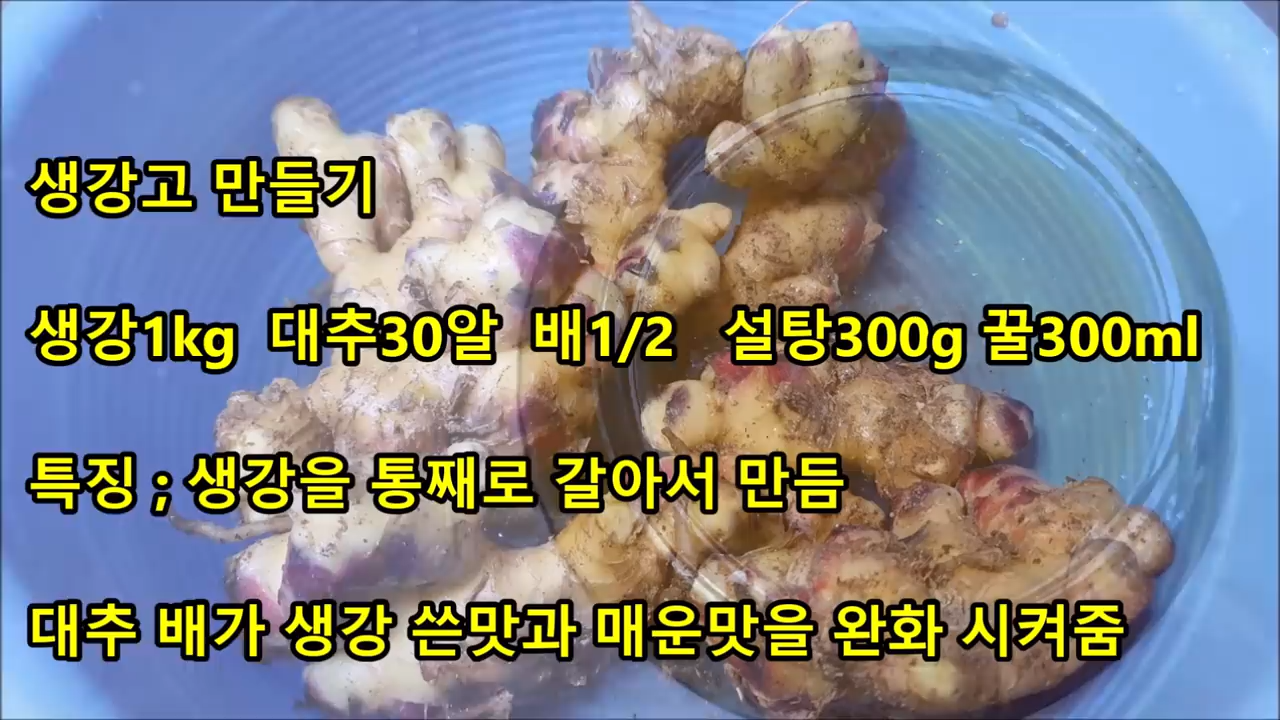 생강고 만들기
생강1kg 대추30알 배1/2 설탕300g 꿀300ml
특징 ; 생강을 통째로 갈아서 만듬
대추 배가 생강 쓴맛과 매운맛을 완화 시켜줌